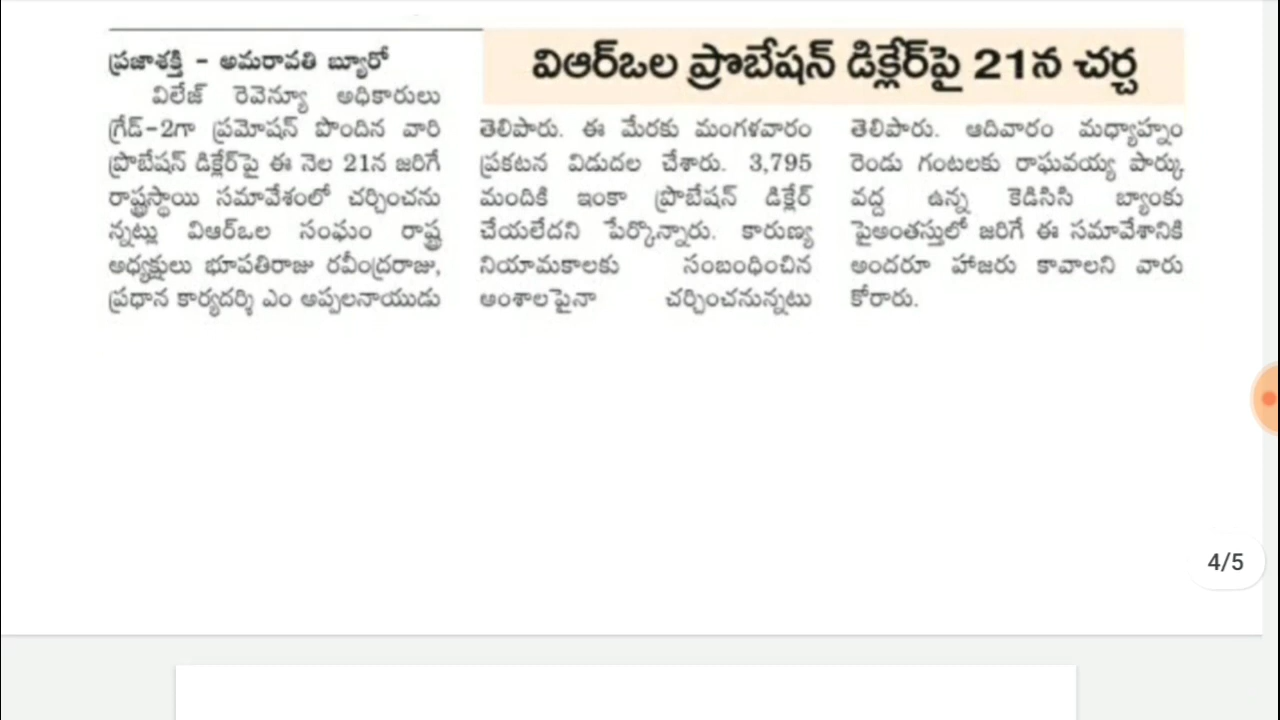 విఆర్ఒల ప్రొబేషన్ డిక్లేర్‌పై 21న చర్చ
ప్రజాశక్తి - అమరావతి బ్యూరో
విలేజ్ రెవెన్యూ అధికారులు
గ్రేడ్-2గా ప్రమోషన్ పొందిన వారి
ప్రొబేషన్ డిక్లేర్‌పై ఈ నెల 21న జరిగే
రాష్ట్రస్థాయి సమావేశంలో చర్చించను
న్నట్లు విఆర్ఒల సంఘం రాష్ట్ర
అధ్యక్షులు భూపతిరాజు రవీంద్రరాజు,
ప్రధాన కార్యదర్శి ఎం అప్పలనాయుడు
తెలిపారు. ఈ మేరకు మంగళవారం
ప్రకటన విడుదల చేశారు. 3,795
మందికి ఇంకా ప్రొబేషన్ డిక్లేర్
చేయలేదని పేర్కొన్నారు. కారుణ్య
నియామకాలకు సంబంధించిన
అంశాలపైనా చర్చించనున్నటు
తెలిపారు. ఆదివారం మధ్యాహ్నం
రెండు గంటలకు రాఘవయ్య పార్కు
వద్ద ఉన్న కెడిసిసి బ్యాంకు
పైఅంతస్తులో జరిగే ఈ సమావేశానికి
అందరూ హాజరు కావాలని వారు
కోరారు.
4/5